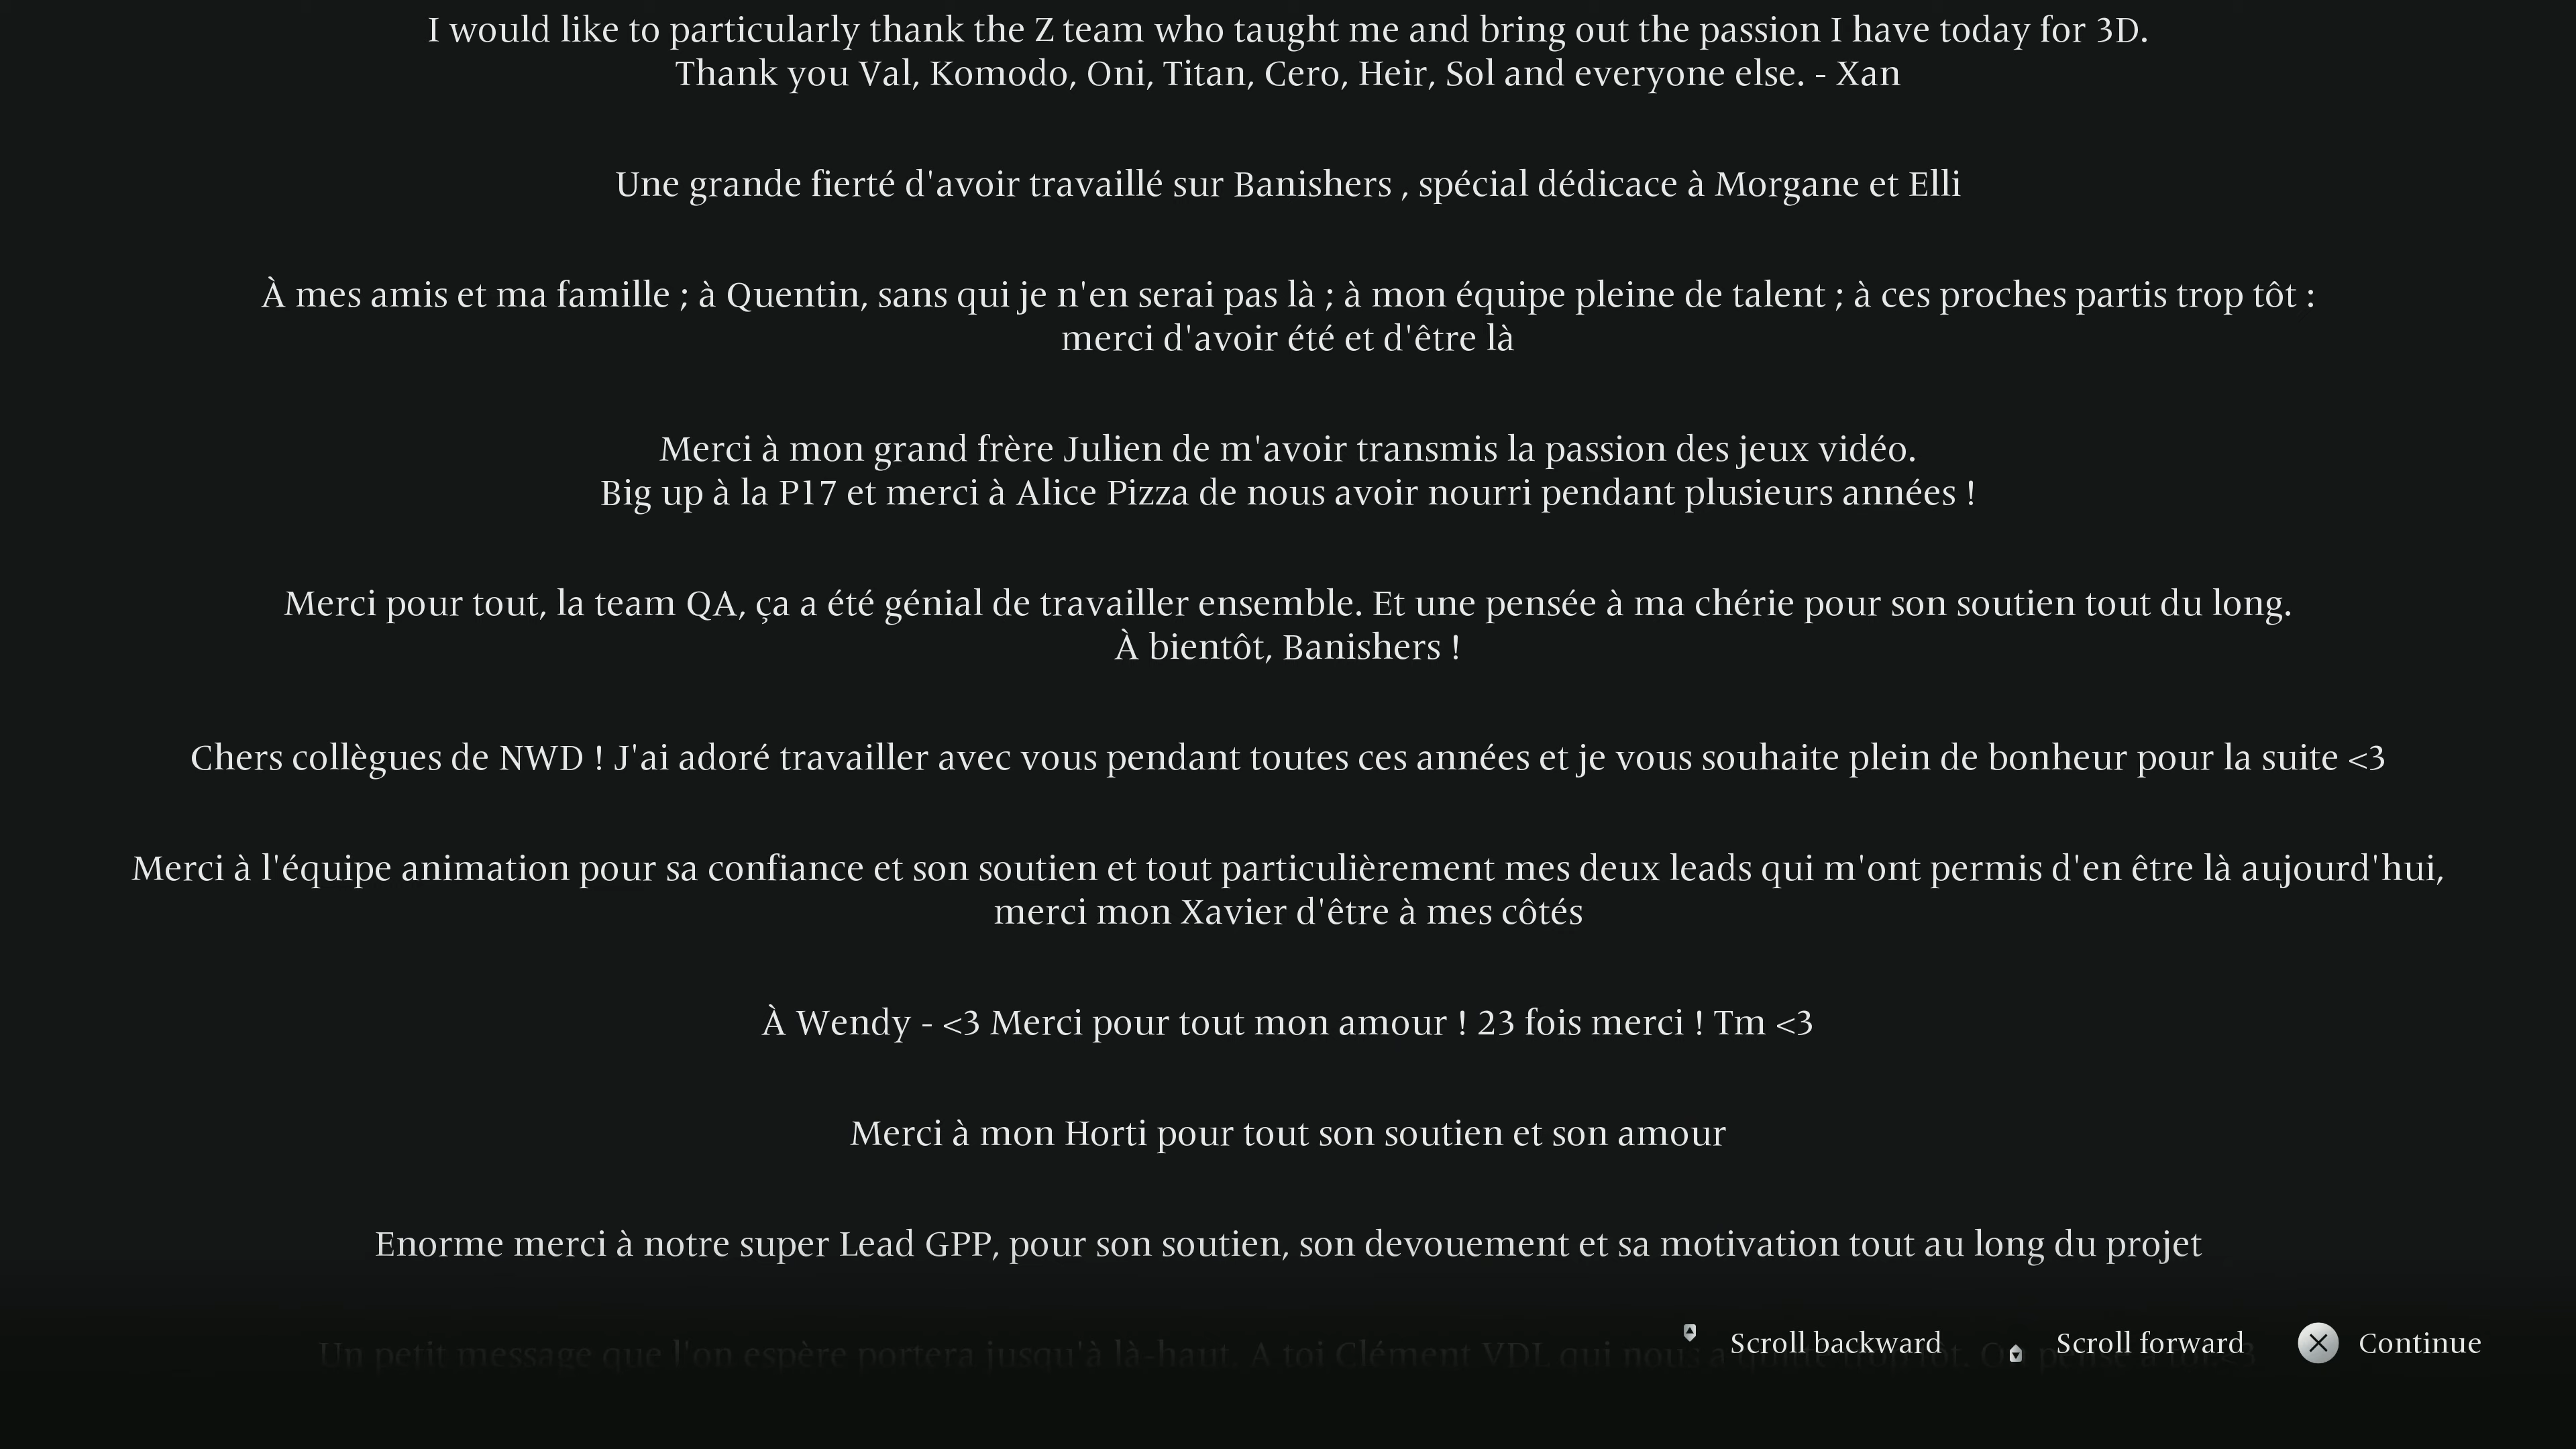 I would like to particularly thank the Z team who taught me and bring out the passion I have today for 3D.
Thank you Val, Komodo, Oni, Titan, Cero, Heir, Sol and everyone else. - Xan
Une grande fierté d'avoir travaillé sur Banishers , spécial dédicace à Morgane et Elli
À mes amis et ma famille ; à Quentin, sans qui je n'en serai pas là ; à mon équipe pleine de talent ; à ces proches partis trop tôt :
merci d'avoir été et d'être là
Merci à mon grand frère Julien de m'avoir transmis la passion des jeux vidéo.
Big up à la P17 et merci à Alice Pizza de nous avoir nourri pendant plusieurs années !
Merci pour tout, la team QA, ça a été génial de travailler ensemble. Et une pensée à ma chérie pour son soutien tout du long.
À bientôt, Banishers !
Chers collègues de NWD ! J'ai adoré travailler avec vous pendant toutes ces années et je vous souhaite plein de bonheur pour la suite <3
Merci à l'équipe animation pour sa confiance et son soutien et tout particulièrement mes deux leads qui m'ont permis d'en être là aujourd'hui,
merci mon Xavier d'être à mes côtés
À Wendy - <3 Merci pour tout mon amour ! 23 fois merci ! Tm <3
Merci à mon Horti pour tout son soutien et son amour
Enorme merci à notre super Lead GPP, pour son soutien, son devouement et sa motivation tout au long du projet
Un petit message que l'on espère portera jusqu'à là-haut. A toi Clément VDL qui nous a
Scroll backward Scroll forward Continue